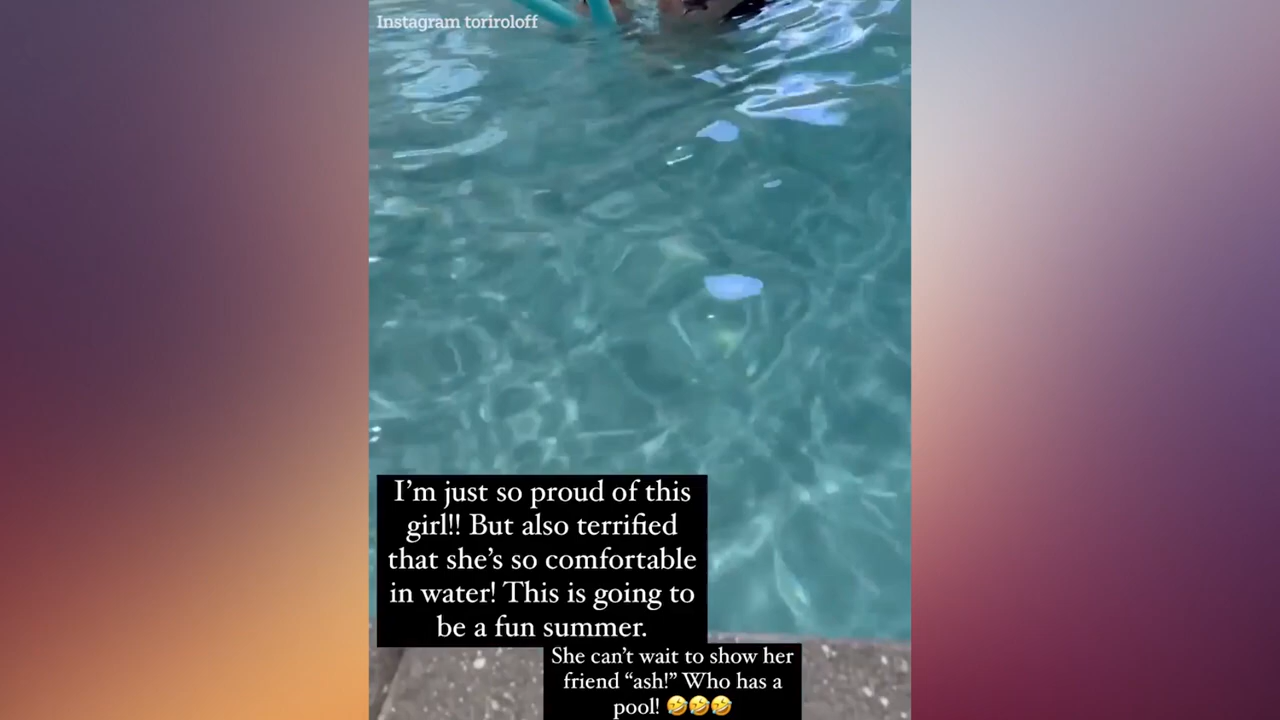 Instagram toriroloff
I'm just so proud of this
girl!! But also terrified
that she's so comfortable
in water! This is going to
be a fun summer.
She can't wait to show her
friend “ash!” Who has a
pool! 🤣🤣🤣